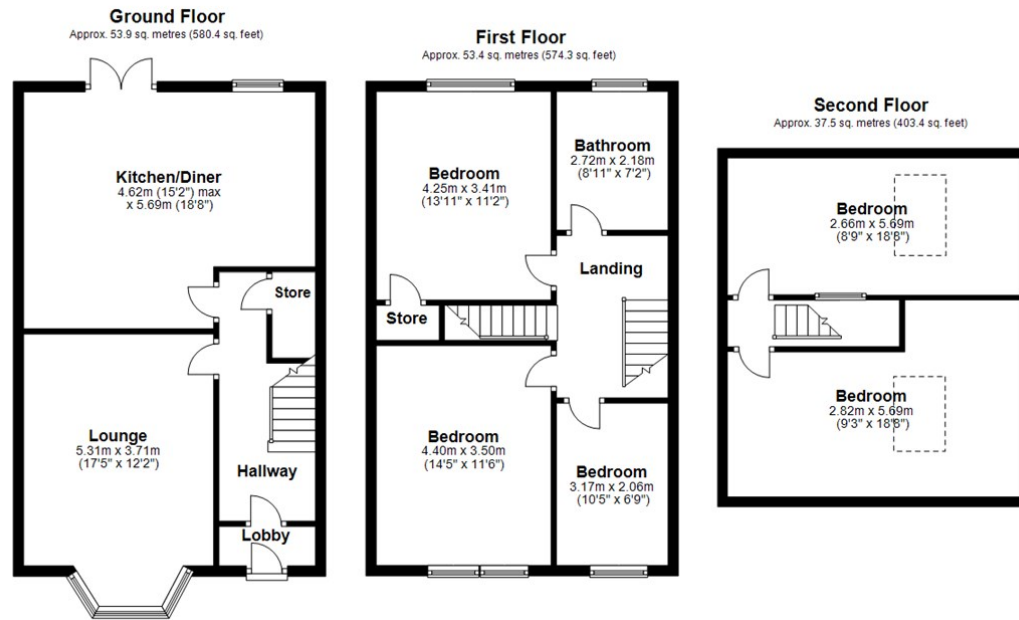 Ground Floor
Approx. 53.9 sq. metres (580.4 sq. feet)
Kitchen/Diner
4.62m (15'2") max
x 5.69m (18'8")
Store
Lounge
5.31m x 3.71m
(17'5" x 12'2")
Hallway
Lobby
First Floor
Approx. 53.4 sq. metres (574.3 sq. feet)
Bedroom
4.25m x 3.41m
(13'11" x 11'2")
Bathroom
2.72m x 2.18m
(8'11" x 7'2")
Landing
Store
Bedroom
4.40m x 3.50m
(14'5" x 11'6")
Bedroom
3.17m x 2.06m
(10'5" x 6'9")
Second Floor
Approx. 37.5 sq. metres (403.4 sq. feet)
Bedroom
2.66m x 5.69m
(8'9" x 18'8")
Bedroom
2.82m x 5.69m
(9'3" x 18'8")